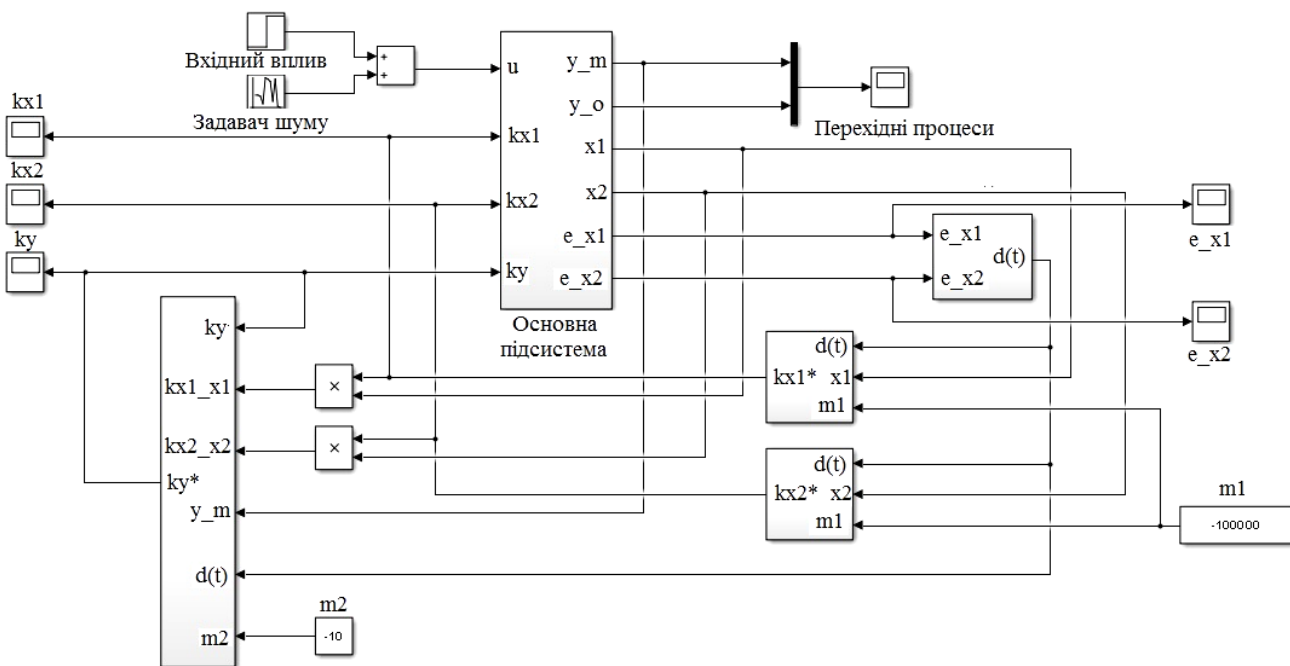 Вхідний вплив
Задавач шуму
+
+
kx1
kx2
ky
u
kx1
kx2
ky
y_m
y_o
x1
x2
e_x1
e_x2
Основна
підсистема
Перехідні процеси
e_x1
e_x2
d(t)
e_x1
e_x2
ky
kx1_x1
kx2_x2
ky*
y_m
d(t)
m2
×
×
d(t)
kx1* x1
m1
d(t)
kx2* x2
m1
m1
-100000
m2
-10